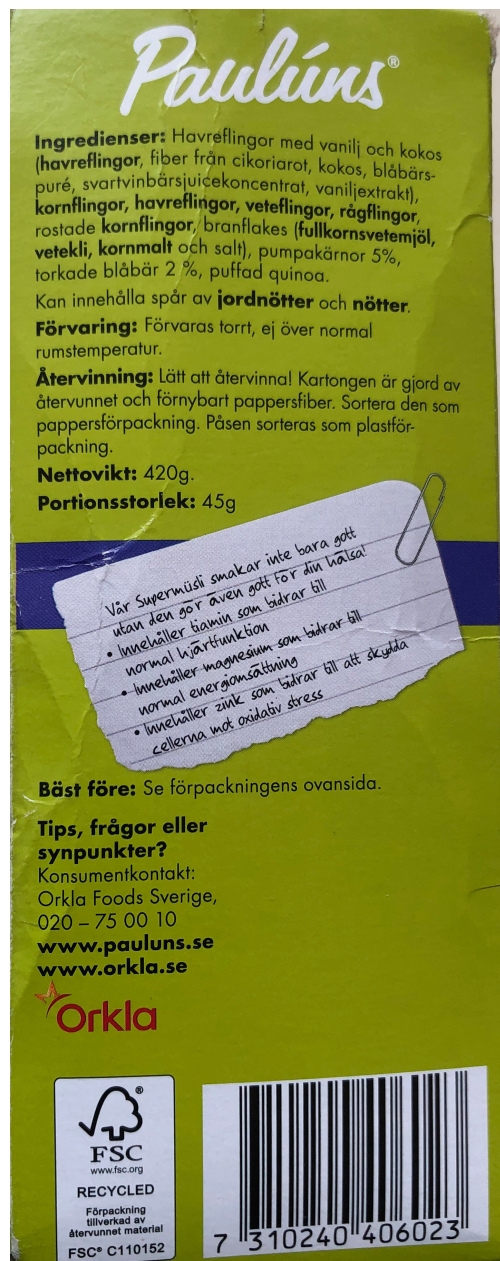 Paulúns®
Ingredienser: Havreflingor med vanilj och kokos
(havreflingor, fiber från cikoriarot, kokos, blåbärs-
puré, svartvinbärsjuicekoncentrat, vaniljextrakt),
kornflingor, havreflingor, veteflingor, rågflingor,
rostade kornflingor, branflakes (fullkornsvetemjöl,
vetekli, kornmalt och salt), pumpakärnor 5%,
torkade blåbär 2 %, puffad quinoa.
Kan innehålla spår av jordnötter och nötter.
Förvaring: Förvaras torrt, ej över normal
rumstemperatur.
Återvinning: Lätt att återvinna! Kartongen är gjord av
återvunnet och förnybart pappersfiber. Sortera den som
pappersförpackning. Påsen sorteras som plastför-
packning.
Nettovikt: 420g.
Portionsstorlek: 45g
Vår Supermüsli smakar inte bara gott
utan den gör även gott för din hälsa!
• Innehåller tiamin som bidrar till
normal hjärtfunktion
• Innehåller magnesium som bidrar till
normal energiomsättning
• Innehåller zink som bidrar till att skydda
cellerna mot oxidativ stress
Bäst före: Se förpackningens ovansida.
Tips, frågor eller
synpunkter?
Konsumentkontakt:
Orkla Foods Sverige,
020 – 75 00 10
www.pauluns.se
www.orkla.se
Orkla
®
FSC
www.fsc.org
RECYCLED
Förpackning
tillverkad av
återvunnet material
FSC® C110152
7 310240 406023